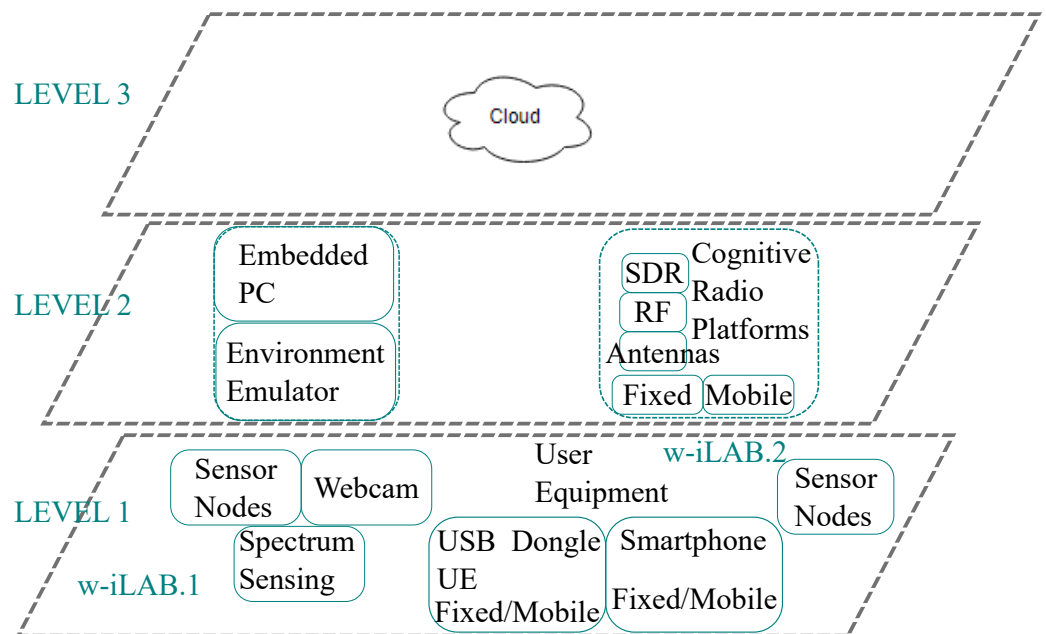 LEVEL 3
Cloud
LEVEL 2
Embedded
PC
Environment
Emulator
SDR
RF
Antennas
Cognitive
Radio
Platforms
Fixed
Mobile
LEVEL 1
w-iLAB.1
Sensor
Nodes
Webcam
Spectrum
Sensing
User
Equipment
w-iLAB.2
USB Dongle
UE
Fixed/Mobile
Smartphone
Fixed/Mobile
Sensor
Nodes